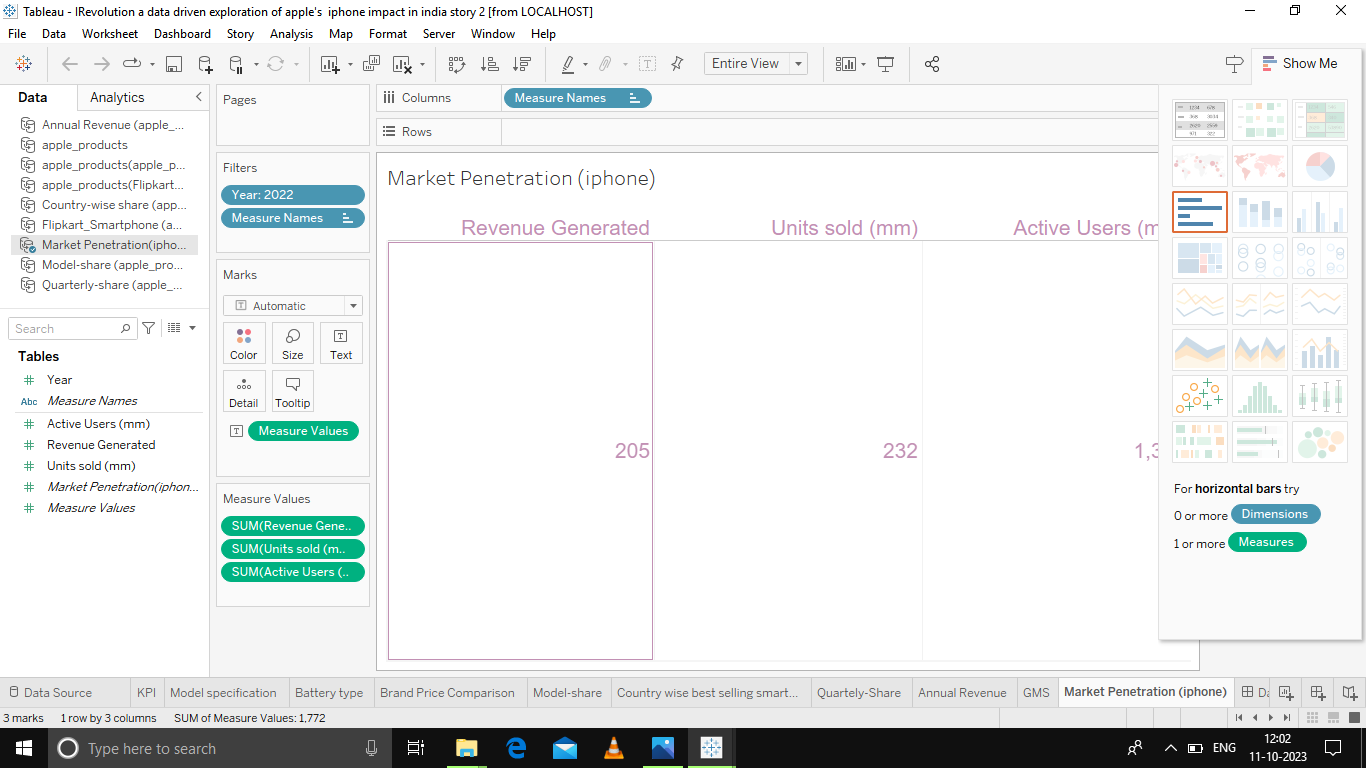 Tableau - IRevolution a data driven exploration of apple's iphone impact in india story 2 [from LOCALHOST]
File Data Worksheet Dashboard Story Analysis Map Format Server Window Help
Entire View
Show Me
Data Analytics
Annual Revenue (apple_...
apple_products
apple_products(apple_p...
apple_products(Flipkart...
Country-wise share (app...
Flipkart_Smartphone (a...
Market Penetration(ipho...
Model-share (apple_pro...
Quarterly-share (apple_...
Search
Tables
Year
Abc Measure Names
Active Users (mm)
Revenue Generated
Units sold (mm)
Market Penetration(iphon...
Measure Values
Pages
Filters
Year: 2022
Measure Names
Marks
Automatic
Color Size Text
Detail Tooltip
Measure Values
Measure Values
SUM(Revenue Gene..
SUM(Units sold (m..
SUM(Active Users (..
Columns Measure Names
Rows
Market Penetration (iphone)
Revenue Generated Units sold (mm) Active Users (m
205 232 1,3
For horizontal bars try
0 or more Dimensions
1 or more Measures
Data Source KPI Model specification Battery type Brand Price Comparison Model-share Country wise best selling smart... Quartely-Share Annual Revenue GMS Market Penetration (iphone) Da
3 marks 1 row by 3 columns SUM of Measure Values: 1,772
Type here to search
ENG
12:02
11-10-2023